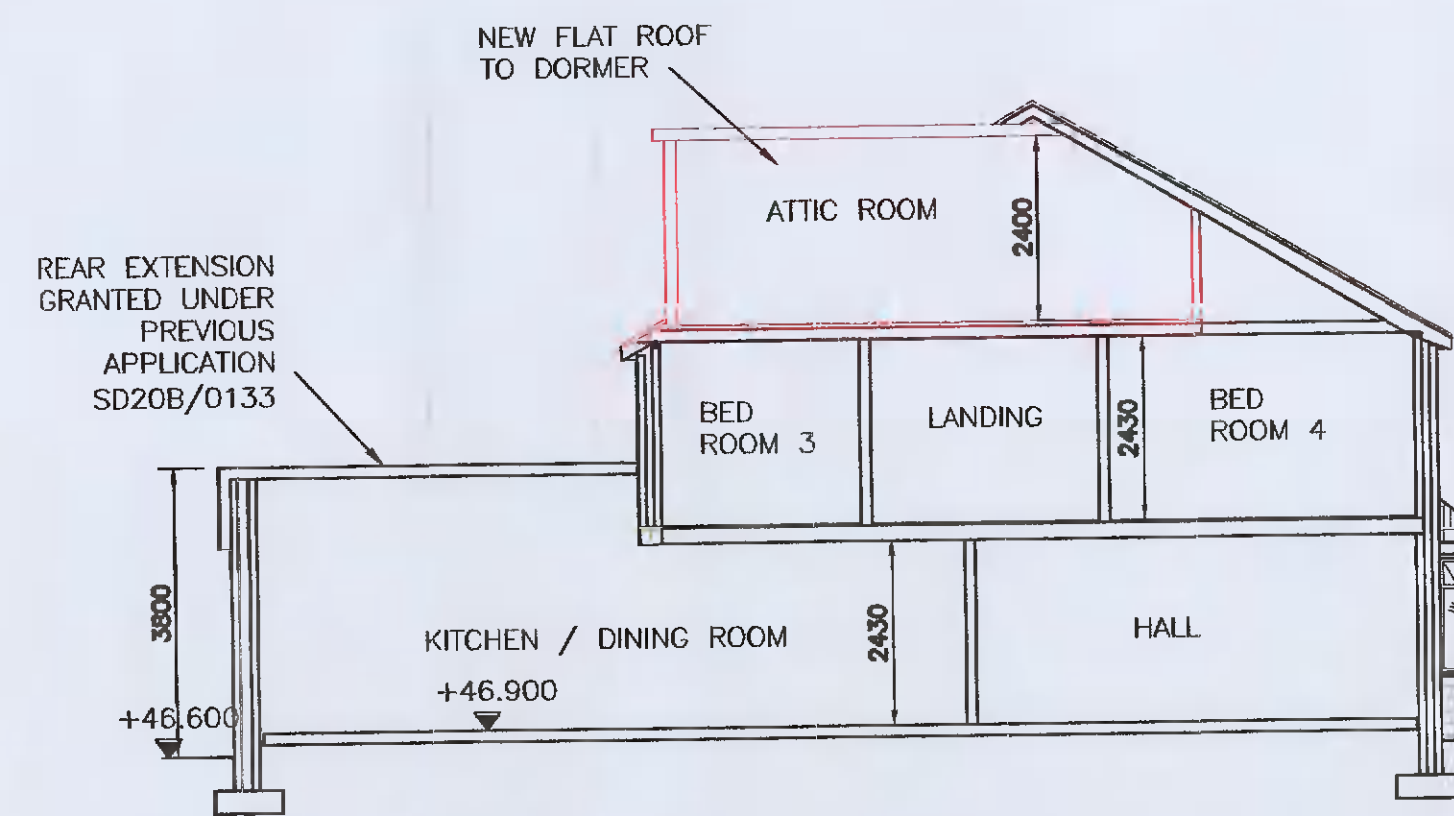 NEW FLAT ROOF
TO DORMER
ATTIC ROOM
2400
REAR EXTENSION
GRANTED UNDER
PREVIOUS
APPLICATION
SD20B/0133
BED
ROOM 3
LANDING
2430
BED
ROOM 4
3800
KITCHEN / DINING ROOM
2430
HALL
+46.900
+46.600